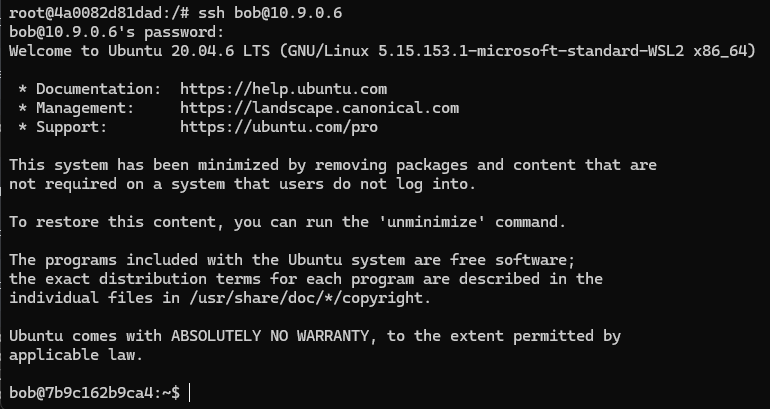 root@4a0082d81dad:/# ssh bob@10.9.0.6
bob@10.9.0.6's password:
Welcome to Ubuntu 20.04.6 LTS (GNU/Linux 5.15.153.1-microsoft-standard-WSL2 x86_64)
 * Documentation:  https://help.ubuntu.com
 * Management:     https://landscape.canonical.com
 * Support:        https://ubuntu.com/pro
This system has been minimized by removing packages and content that are
not required on a system that users do not log into.
To restore this content, you can run the 'unminimize' command.
The programs included with the Ubuntu system are free software;
the exact distribution terms for each program are described in the
individual files in /usr/share/doc/*/copyright.
Ubuntu comes with ABSOLUTELY NO WARRANTY, to the extent permitted by
applicable law.
bob@7b9c162b9ca4:~$